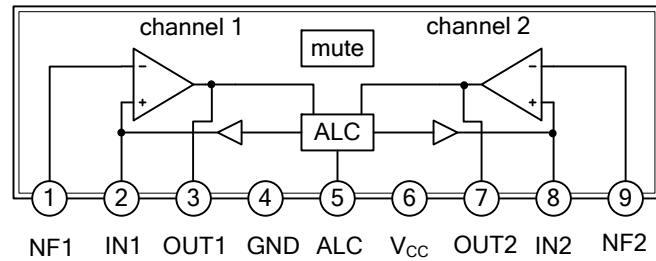 channel 1 channel 2
mute
− −
+ +
ALC
1 2 3 4 5 6 7 8 9
NF1 IN1 OUT1 GND ALC VCC OUT2 IN2 NF2